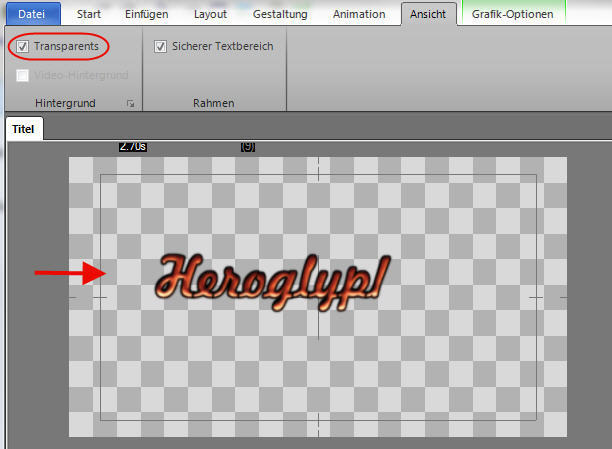 Datei Start Einfügen Layout Gestaltung Animation Ansicht Grafik-Optionen
Transparents Sicherer Textbereich
Video-Hintergrund
Hintergrund Rahmen
Titel
2.70s (9)
Heroglyp!